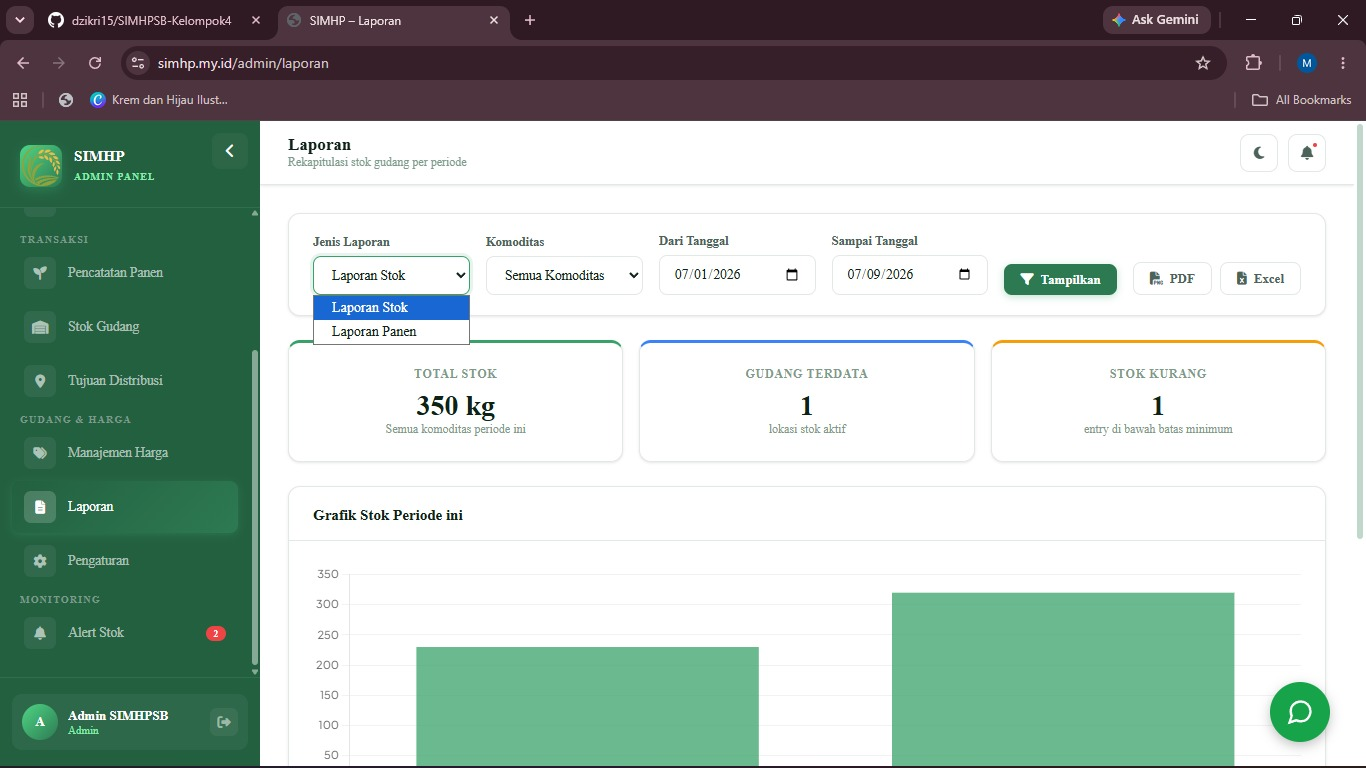 dzikri15/SIMHPSB-Kelompok4
SIMHP – Laporan
Ask Gemini
simhp.my.id/admin/laporan
M
Krem dan Hijau Ilust...
All Bookmarks
SIMHP
ADMIN PANEL
TRANSAKSI
Pencatatan Panen
Stok Gudang
Tujuan Distribusi
GUDANG & HARGA
Manajemen Harga
Laporan
Pengaturan
MONITORING
Alert Stok
2
A
Admin SIMHPSB
Admin
Laporan
Rekapitulasi stok gudang per periode
Jenis Laporan
Komoditas
Dari Tanggal
Sampai Tanggal
Laporan Stok
Semua Komoditas
07/01/2026
07/09/2026
Tampilkan
PDF
Excel
Laporan Stok
Laporan Panen
TOTAL STOK
350 kg
Semua komoditas periode ini
GUDANG TERDATA
1
lokasi stok aktif
STOK KURANG
1
entry di bawah batas minimum
Grafik Stok Periode ini
350
300
250
200
150
100
50